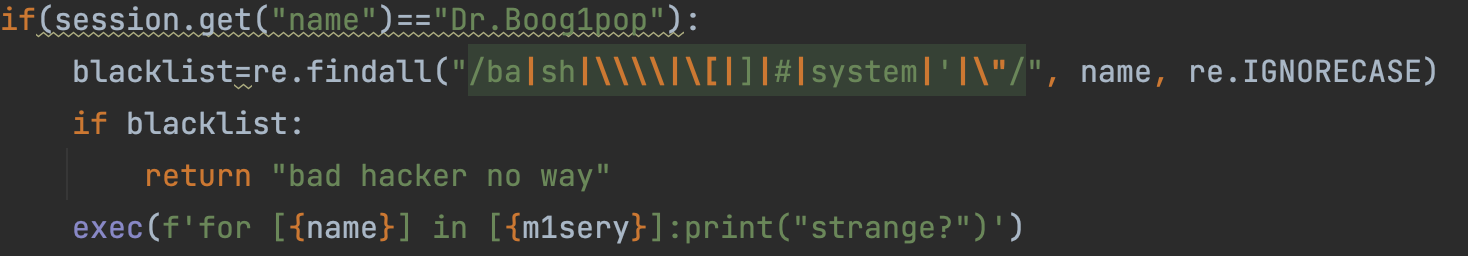 if(session.get("name")=="Dr.Boog1pop"):
    blacklist=re.findall("/ba|sh|\\\\|\[|]|#|system|'|\"/", name, re.IGNORECASE)
    if blacklist:
        return "bad hacker no way"
    exec(f'for [{name}] in [{m1sery}]:print("strange?")')